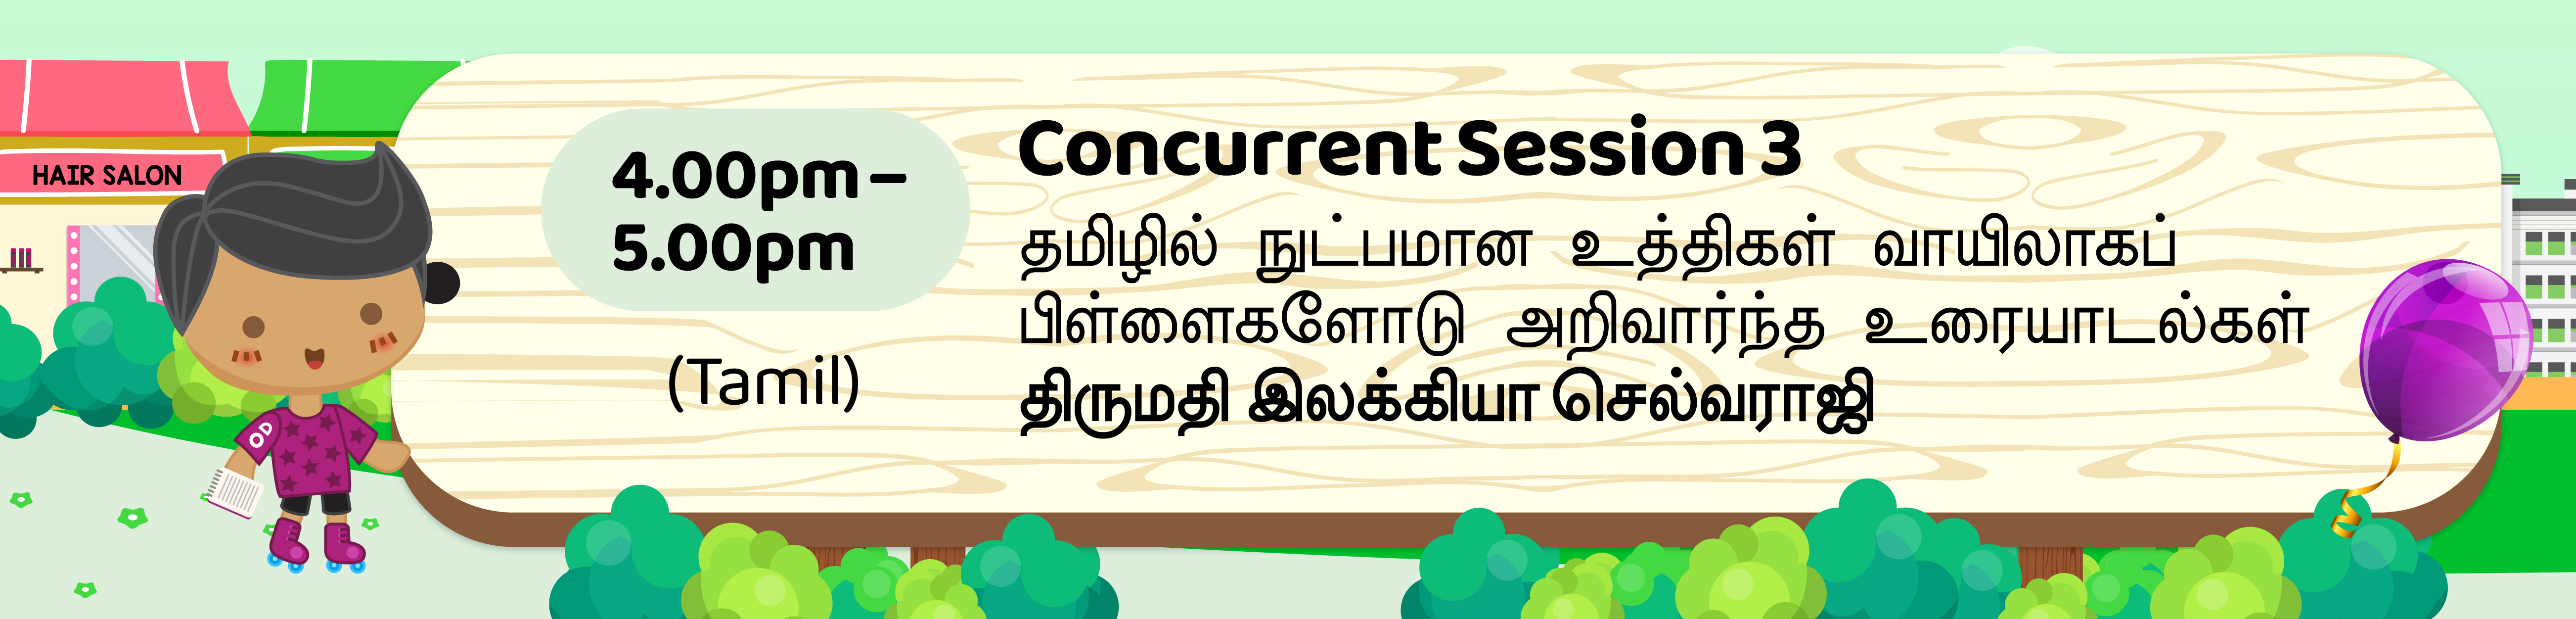 HAIR SALON
4.00pm –
5.00pm
(Tamil)
Concurrent Session 3
தமிழில் நுட்பமான உத்திகள் வாயிலாகப்
பிள்ளைகளோடு அறிவார்ந்த உரையாடல்கள்
திருமதி இலக்கியா செல்வராஜி
OD